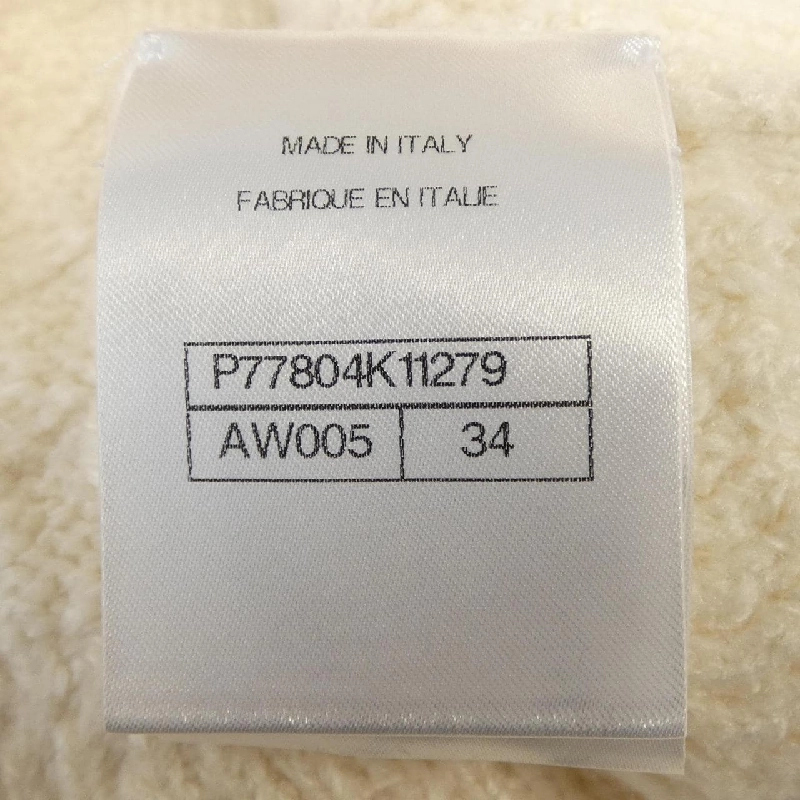 MADE IN ITALY
FABRIQUE EN ITALIE
P77804K11279
AW005 34